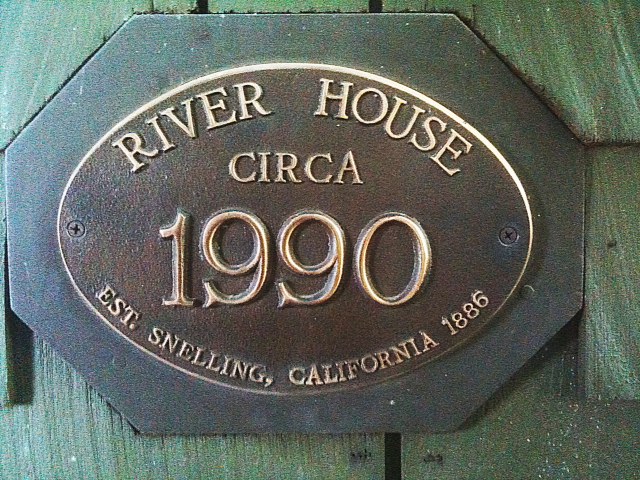 RIVER HOUSE
CIRCA
1990
EST. SNELLING, CALIFORNIA 1886